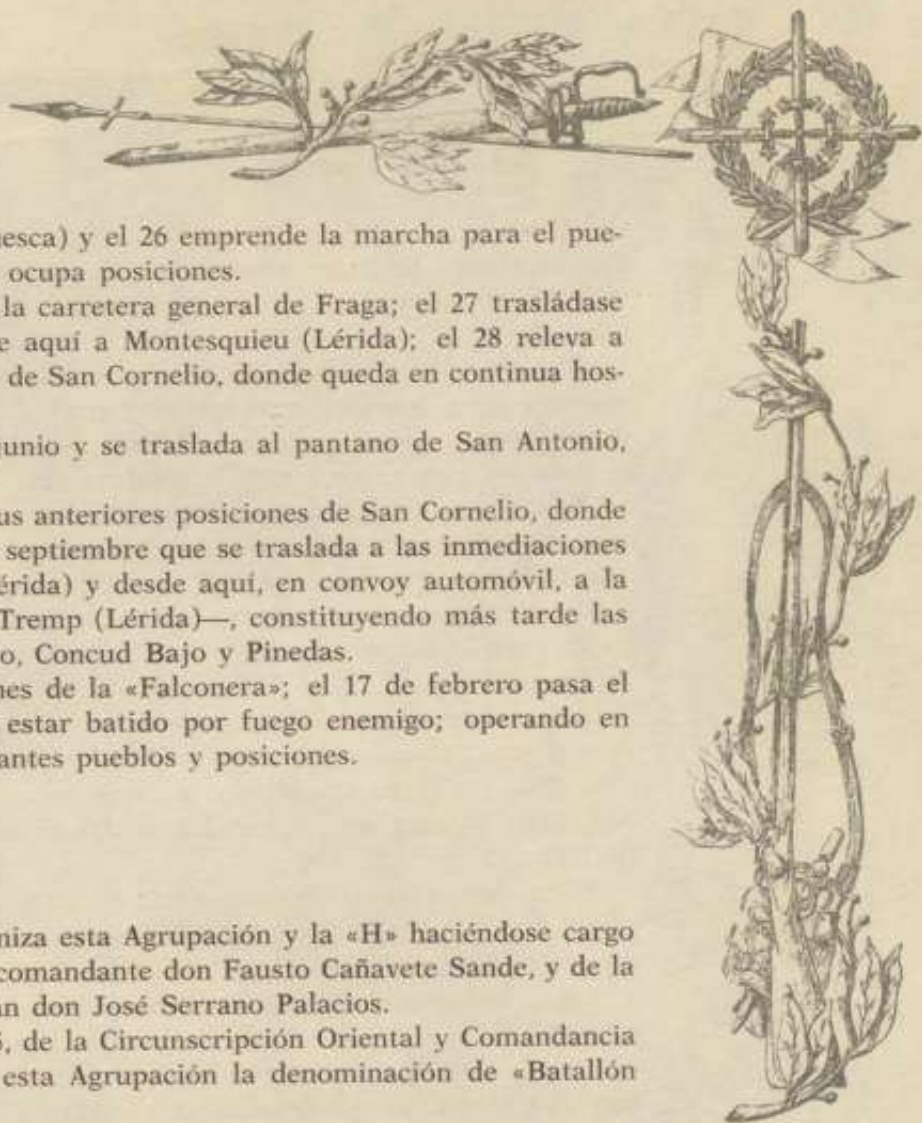 uesca) y el 26 emprende la marcha para el pue-
ocupa posiciones.
la carretera general de Fraga; el 27 trasládase
e aquí a Montesquieu (Lérida); el 28 releva a
de San Cornelio, donde queda en continua hos-
junio y se traslada al pantano de San Antonio,
us anteriores posiciones de San Cornelio, donde
septiembre que se traslada a las inmediaciones
érida) y desde aquí, en convoy automóvil, a la
Tremp (Lérida)—, constituyendo más tarde las
o, Concud Bajo y Pinedas.
nes de la «Falconera»; el 17 de febrero pasa el
estar batido por fuego enemigo; operando en
antes pueblos y posiciones.
niza esta Agrupación y la «H» haciéndose cargo
comandante don Fausto Cañavete Sande, y de la
án don José Serrano Palacios.
de la Circunscripción Oriental y Comandancia
esta Agrupación la denominación de «Batallón